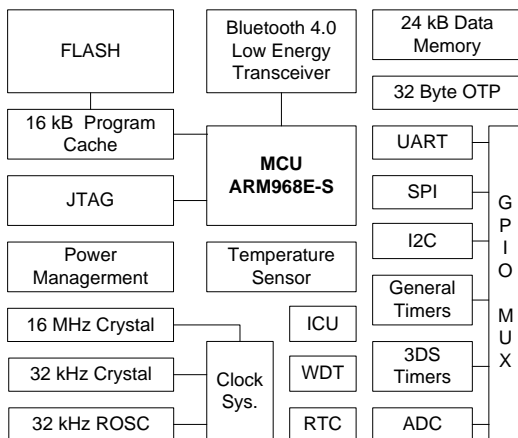 FLASH
Bluetooth 4.0
Low Energy
Transceiver
24 kB Data
Memory
32 Byte OTP
16 kB Program
Cache
MCU
ARM968E-S
UART
JTAG
SPI
I2C
GPIO MUX
Power
Managerment
Temperature
Sensor
General
Timers
16 MHz Crystal
ICU
32 kHz Crystal
Clock
Sys.
WDT
3DS
Timers
32 kHz ROSC
RTC
ADC